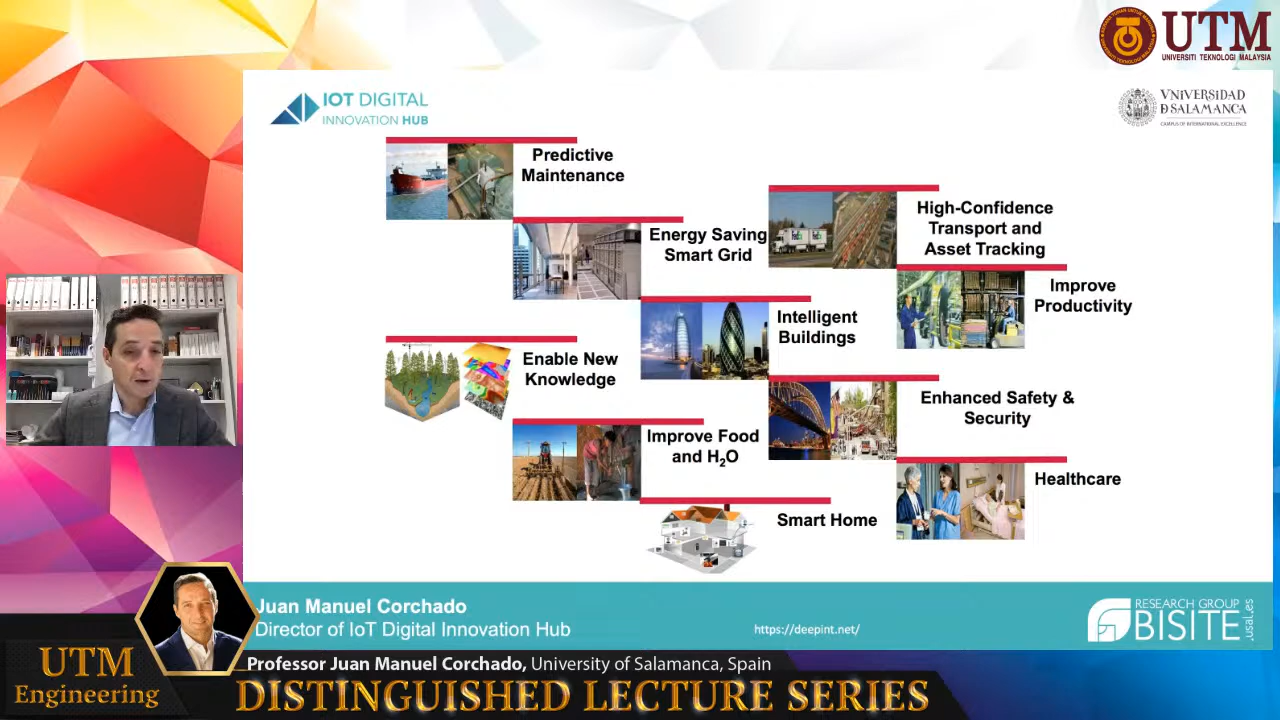 UTM
UNIVERSITI TEKNOLOGI MALAYSIA
IOT DIGITAL
INNOVATION HUB
VNiVERSiDAD
D SALAMANCA
CAMPUS OF INTERNATIONAL EXCELLENCE
Predictive
Maintenance
Energy Saving
Smart Grid
High-Confidence
Transport and
Asset Tracking
Improve
Productivity
Intelligent
Buildings
Enable New
Knowledge
Enhanced Safety &
Security
Improve Food
and H₂O
Healthcare
Smart Home
Juan Manuel Corchado
Director of IoT Digital Innovation Hub
https://deepint.net/
RESEARCH GROUP
BISITE
.usal.es
Professor Juan Manuel Corchado, University of Salamanca, Spain
UTM
Engineering
DISTINGUISHED LECTURE SERIES